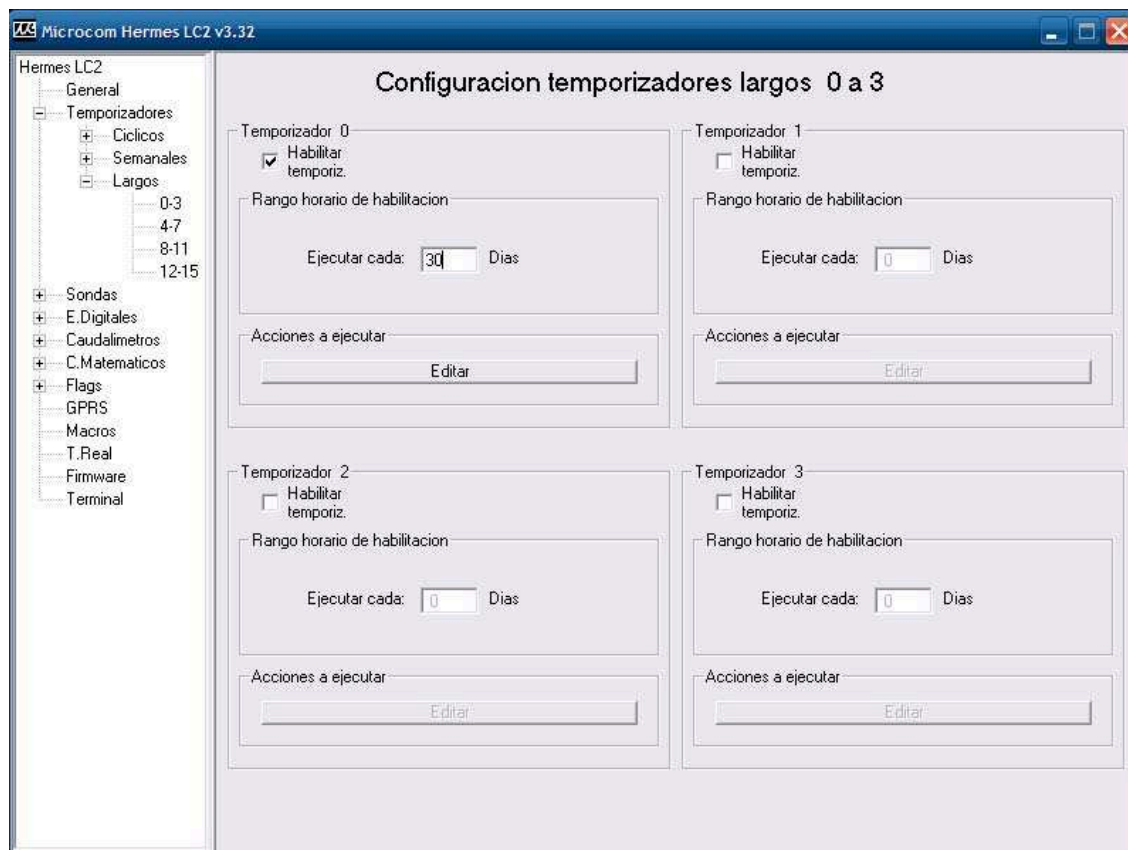 Microcom Hermes LC2 v3.32
Hermes LC2
General
Temporizadores
Ciclicos
Semanales
Largos
0-3
4-7
8-11
12-15
Sondas
E.Digitales
Caudalimetros
C.Matematicos
Flags
GPRS
Macros
T.Real
Firmware
Terminal
Configuracion temporizadores largos 0 a 3
Temporizador 0
Habilitar
temporiz.
Rango horario de habilitacion
Ejecutar cada: 30 Dias
Acciones a ejecutar
Editar
Temporizador 1
Habilitar
temporiz.
Rango horario de habilitacion
Ejecutar cada: 0 Dias
Acciones a ejecutar
Editar
Temporizador 2
Habilitar
temporiz.
Rango horario de habilitacion
Ejecutar cada: 0 Dias
Acciones a ejecutar
Editar
Temporizador 3
Habilitar
temporiz.
Rango horario de habilitacion
Ejecutar cada: 0 Dias
Acciones a ejecutar
Editar